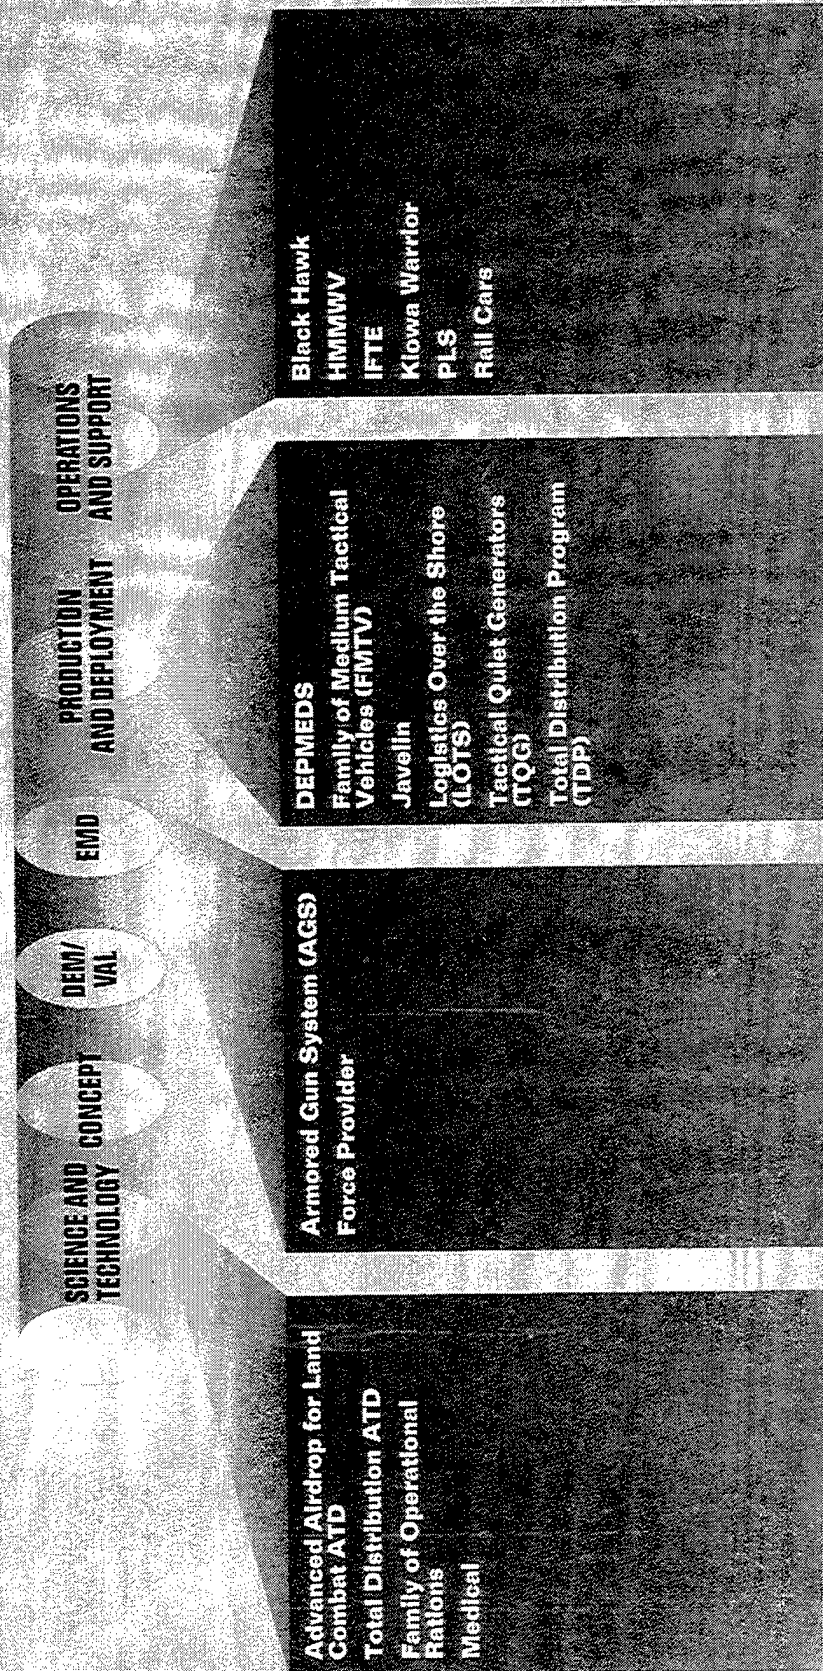 SCIENCE AND
TECHNOLOGY
CONCEPT
DEM/
VAL
EMD
PRODUCTION
AND DEPLOYMENT
OPERATIONS
AND SUPPORT
Advanced Airdrop for Land
Combat ATD
Total Distribution ATD
Family of Operational
Rations
Medical
Armored Gun System (AGS)
Force Provider
DEPMEDS
Family of Medium Tactical
Vehicles (FMTV)
Javelin
Logistics Over the Shore
(LOTS)
Tactical Quiet Generators
(TQG)
Total Distribution Program
(TDP)
Black Hawk
HMMWV
IFTE
Kiowa Warrior
PLS
Rail Cars